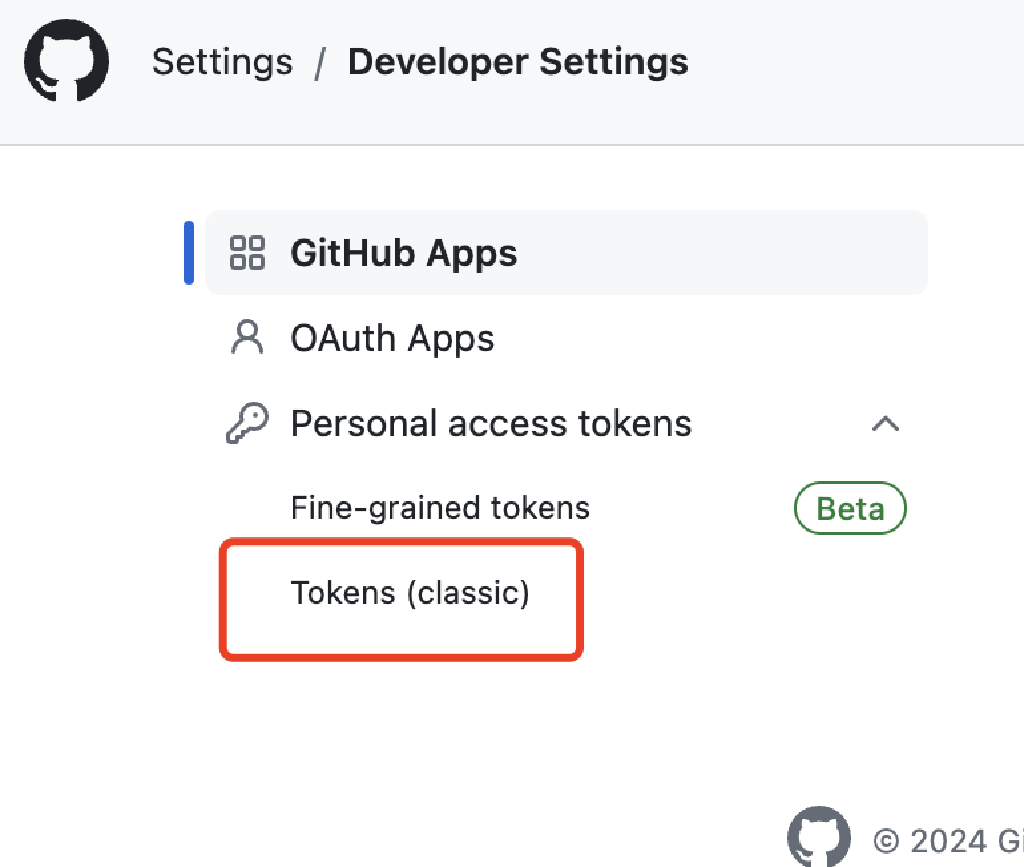 Settings / Developer Settings
GitHub Apps
OAuth Apps
Personal access tokens
Fine-grained tokens Beta
Tokens (classic)
© 2024 Gi